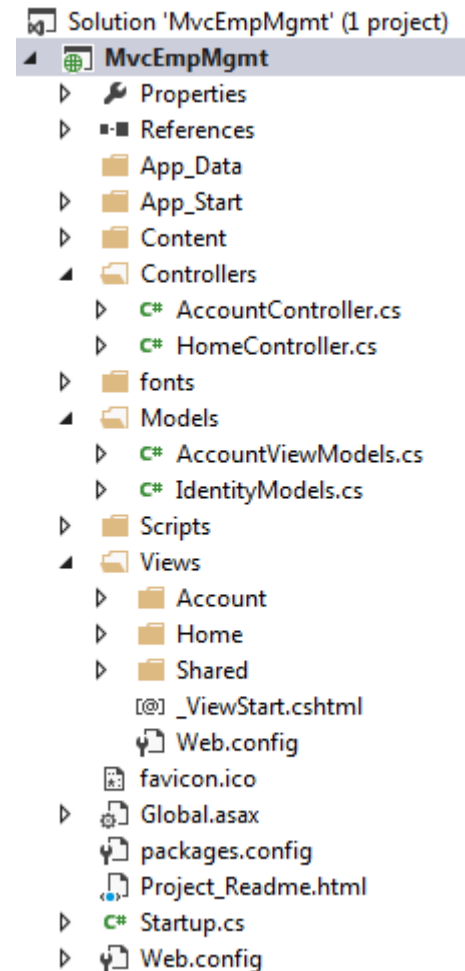 Solution 'MvcEmpMgmt' (1 project)
MvcEmpMgmt
Properties
References
App_Data
App_Start
Content
Controllers
C# AccountController.cs
C# HomeController.cs
fonts
Models
C# AccountViewModels.cs
C# IdentityModels.cs
Scripts
Views
Account
Home
Shared
[@] _ViewStart.cshtml
Web.config
favicon.ico
Global.asax
packages.config
Project_Readme.html
C# Startup.cs
Web.config